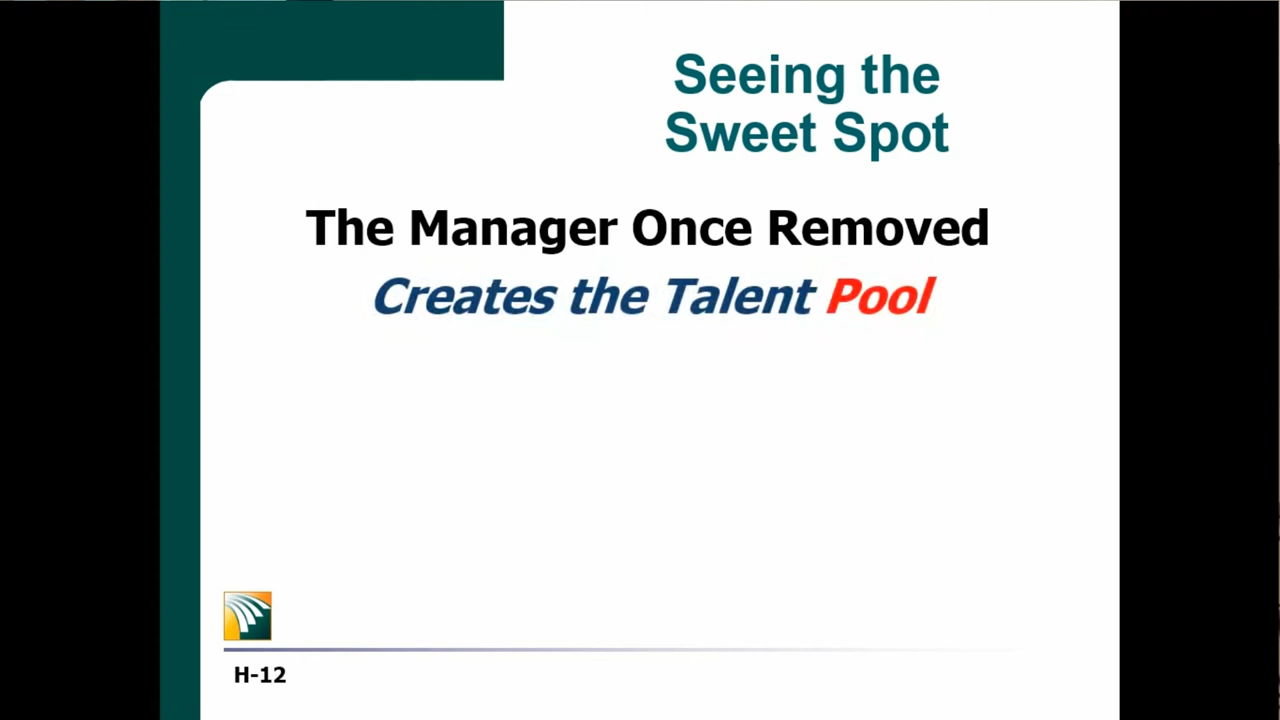 Seeing the
Sweet Spot
The Manager Once Removed
Creates the Talent Pool
H-12